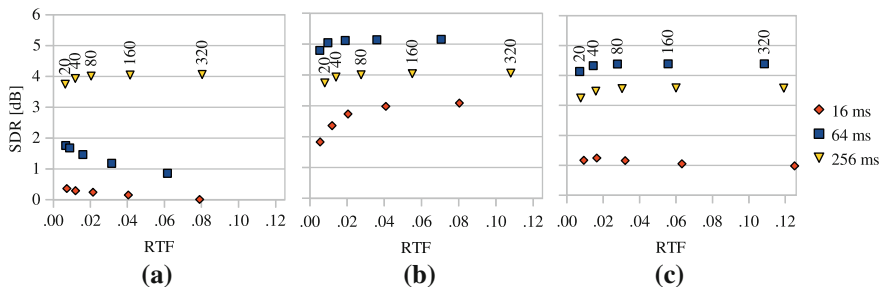 6
5
4
3
2
1
0
SDR [dB]
20 40 80 160 320
20 40 80 160 320
20 40 80 160 320
.00 .02 .04 .06 .08 .10 .12
.00 .02 .04 .06 .08 .10 .12
.00 .02 .04 .06 .08 .10 .12
RTF RTF RTF
(a) (b) (c)
16 ms
64 ms
256 ms